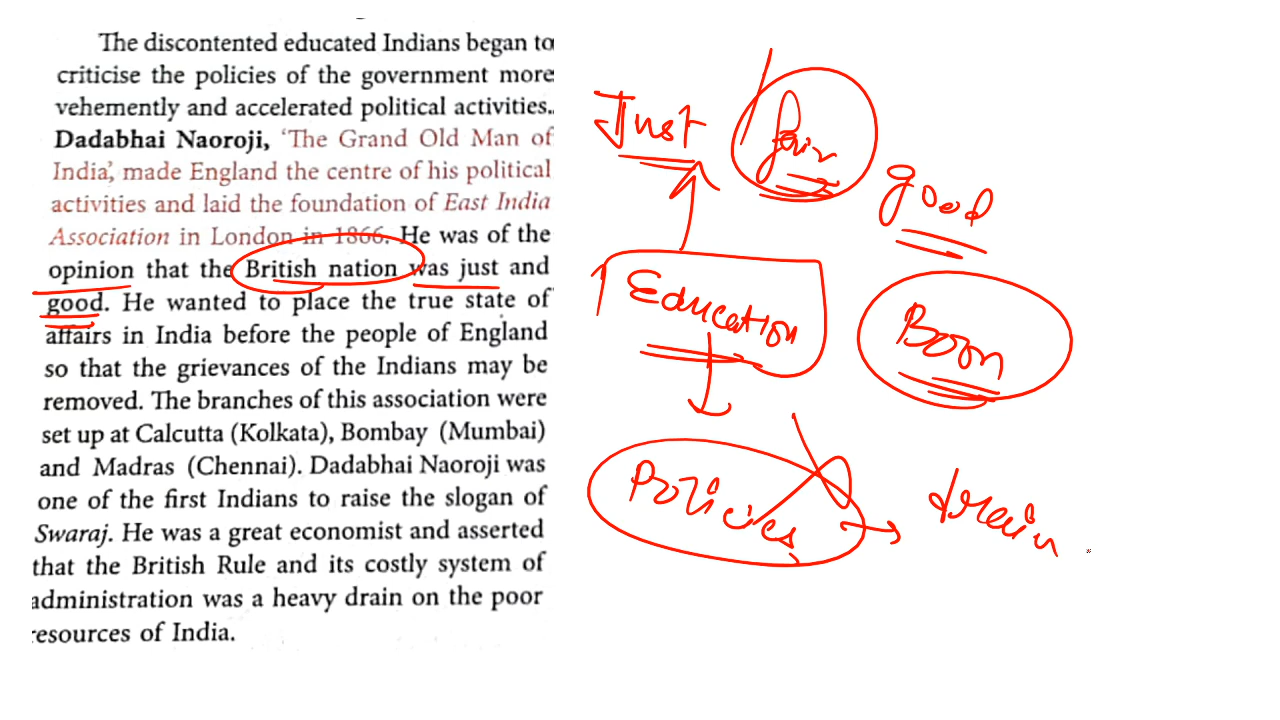 The discontented educated Indians began to
criticise the policies of the government more
vehemently and accelerated political activities.
Dadabhai Naoroji, 'The Grand Old Man of
India', made England the centre of his political
activities and laid the foundation of East India
Association in London in 1866. He was of the
opinion that the British nation was just and
good. He wanted to place the true state of
affairs in India before the people of England
so that the grievances of the Indians may be
removed. The branches of this association were
set up at Calcutta (Kolkata), Bombay (Mumbai)
and Madras (Chennai). Dadabhai Naoroji was
one of the first Indians to raise the slogan of
Swaraj. He was a great economist and asserted
that the British Rule and its costly system of
administration was a heavy drain on the poor
resources of India.
Just fair
good
Education
Boon
Policies
drain